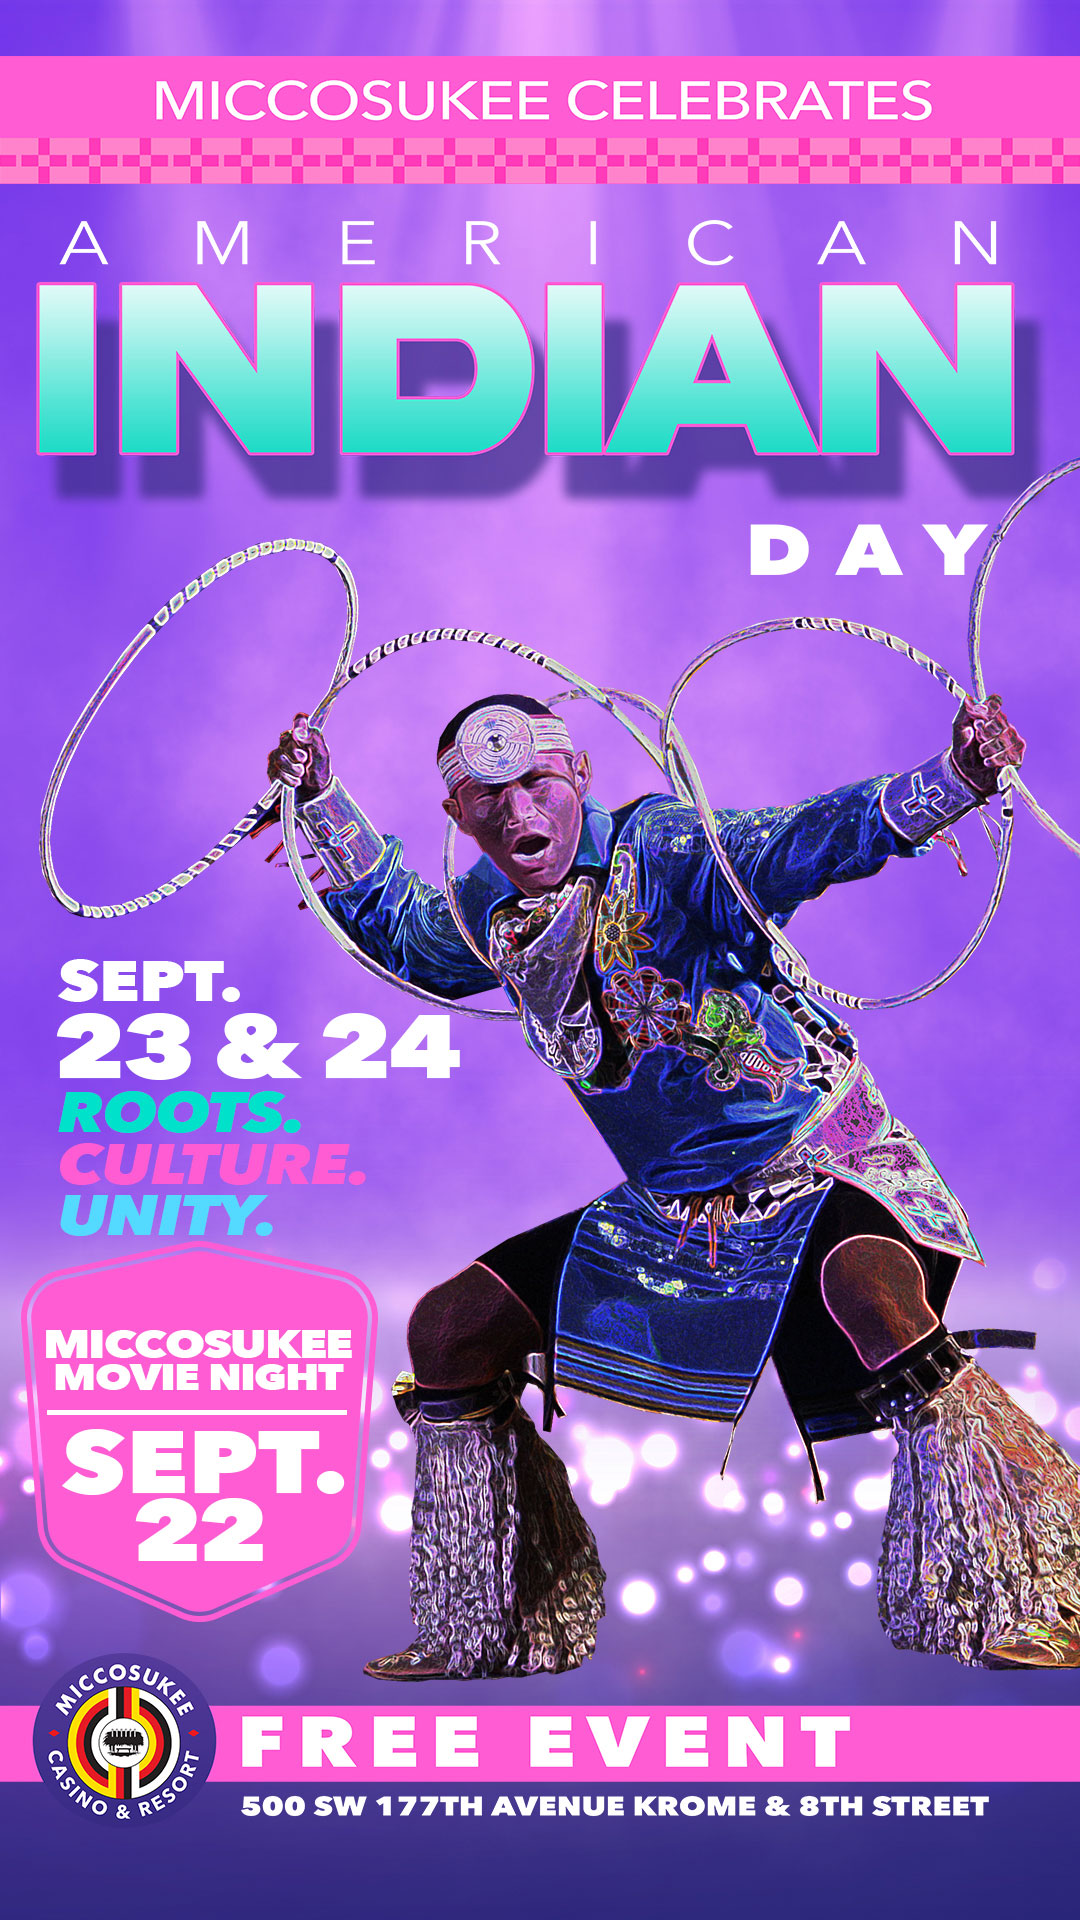 MICCOSUKEE CELEBRATES
AMERICAN
INDIAN
DAY
SEPT.
23 & 24
ROOTS.
CULTURE.
UNITY.
MICCOSUKEE
MOVIE NIGHT
SEPT.
22
MICCOSUKEE
CASINO & RESORT
FREE EVENT
500 SW 177TH AVENUE KROME & 8TH STREET